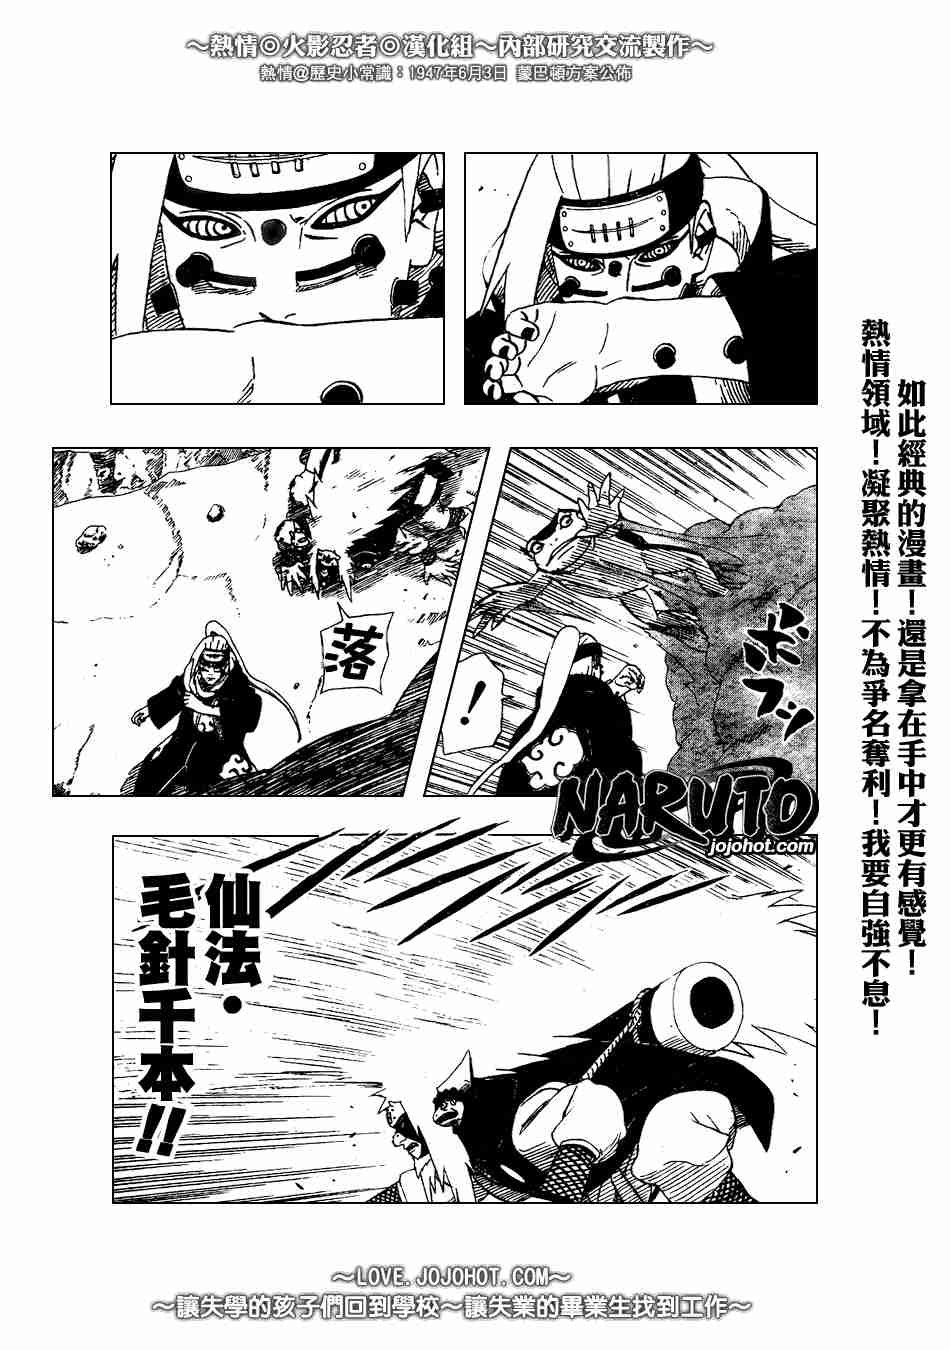 ～熱情◎火影忍者◎漢化組～內部研究交流製作～
熱情@歷史小常識：1947年6月3日 蒙巴頓方案公佈
如此經典的漫畫！還是拿在手中才更有感覺！
熱情領域！凝聚熱情！不為爭名奪利！我要自強不息！
ボフッ
！
落
NARUTO
jojohot.com
仙法·
毛針千本!!
～LOVE.JOJOHOT.COM～
～讓失學的孩子們回到學校～讓失業的畢業生找到工作～